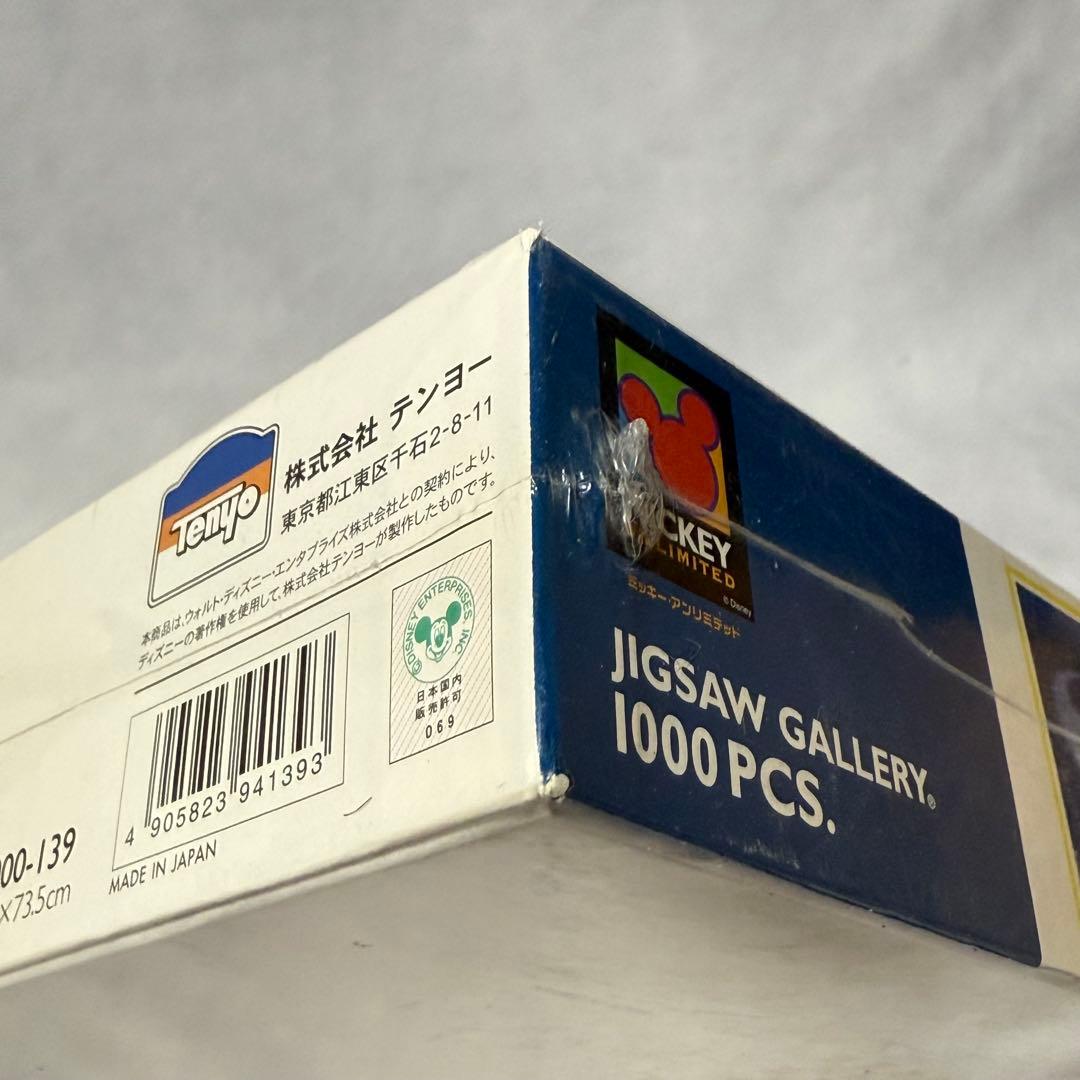 Tenyo
株式会社 テンヨー
東京都江東区千石2-8-11
本商品は、ウォルト・ディズニー・エンタプライズ株式会社との契約により、
ディズニーの著作権を使用して、株式会社テンヨーが製作したものです。
©DISNEY ENTERPRISES INC.
日本国内
販売許可
069
4 905823 941393
MADE IN JAPAN
00-139
×73.5cm
CKEY
LIMITED
©Disney
ミッキー・アンリミテッド
JIGSAW GALLERY®
1000 PCS.